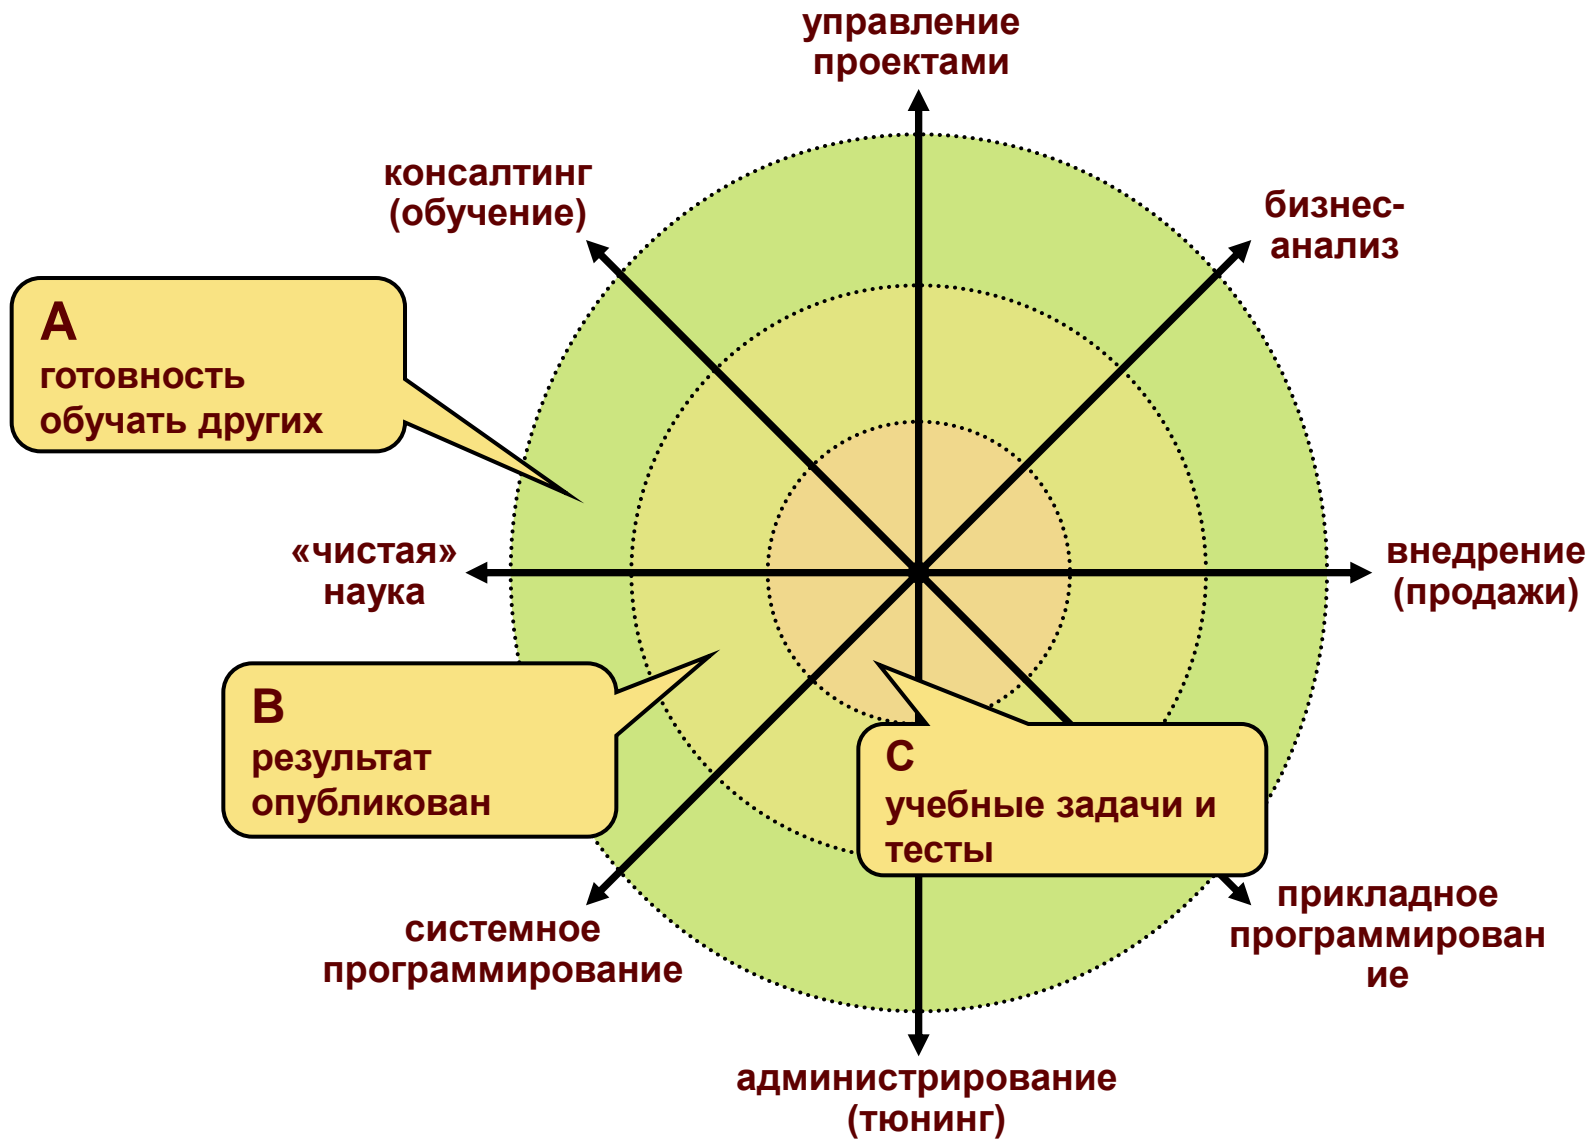 управление
проектами
консалтинг
(обучение)
бизнес-
анализ
А
готовность
обучать других
«чистая»
наука
внедрение
(продажи)
В
результат
опубликован
С
учебные задачи и
тесты
системное
программирование
прикладное
программирован
ие
администрирование
(тюнинг)